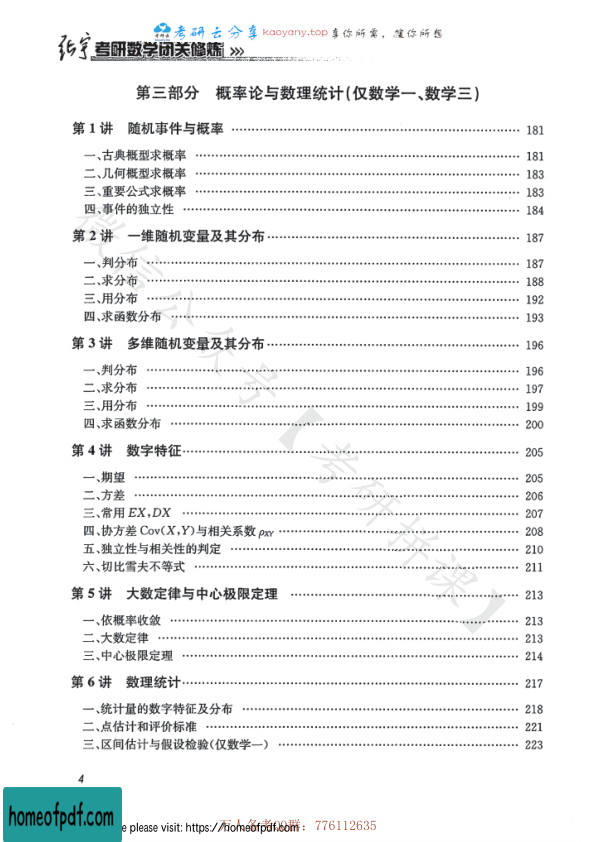 考研云分享 kaoyany.top 享你所需，随你所想
张宇 考研数学闭关修炼 》》
第三部分 概率论与数理统计(仅数学一、数学三)
第1讲 随机事件与概率 …… 181
一、古典概型求概率 …… 181
二、几何概型求概率 …… 183
三、重要公式求概率 …… 183
四、事件的独立性 …… 184
第2讲 一维随机变量及其分布 …… 187
一、判分布 …… 187
二、求分布 …… 188
三、用分布 …… 192
四、求函数分布 …… 193
第3讲 多维随机变量及其分布 …… 196
一、判分布 …… 196
二、求分布 …… 197
三、用分布 …… 199
四、求函数分布 …… 200
第4讲 数字特征 …… 205
一、期望 …… 205
二、方差 …… 206
三、常用 EX,DX …… 207
四、协方差 Cov(X,Y)与相关系数 ρXY …… 208
五、独立性与相关性的判定 …… 210
六、切比雪夫不等式 …… 211
第5讲 大数定律与中心极限定理 …… 213
一、依概率收敛 …… 213
二、大数定律 …… 213
三、中心极限定理 …… 214
第6讲 数理统计 …… 217
一、统计量的数字特征及分布 …… 218
二、点估计和评价标准 …… 221
三、区间估计与假设检验(仅数学一) …… 223
微信公众号【考研拼课】
4
homeofpdf.com
please visit: https://homeofpdf.com
群：776112635